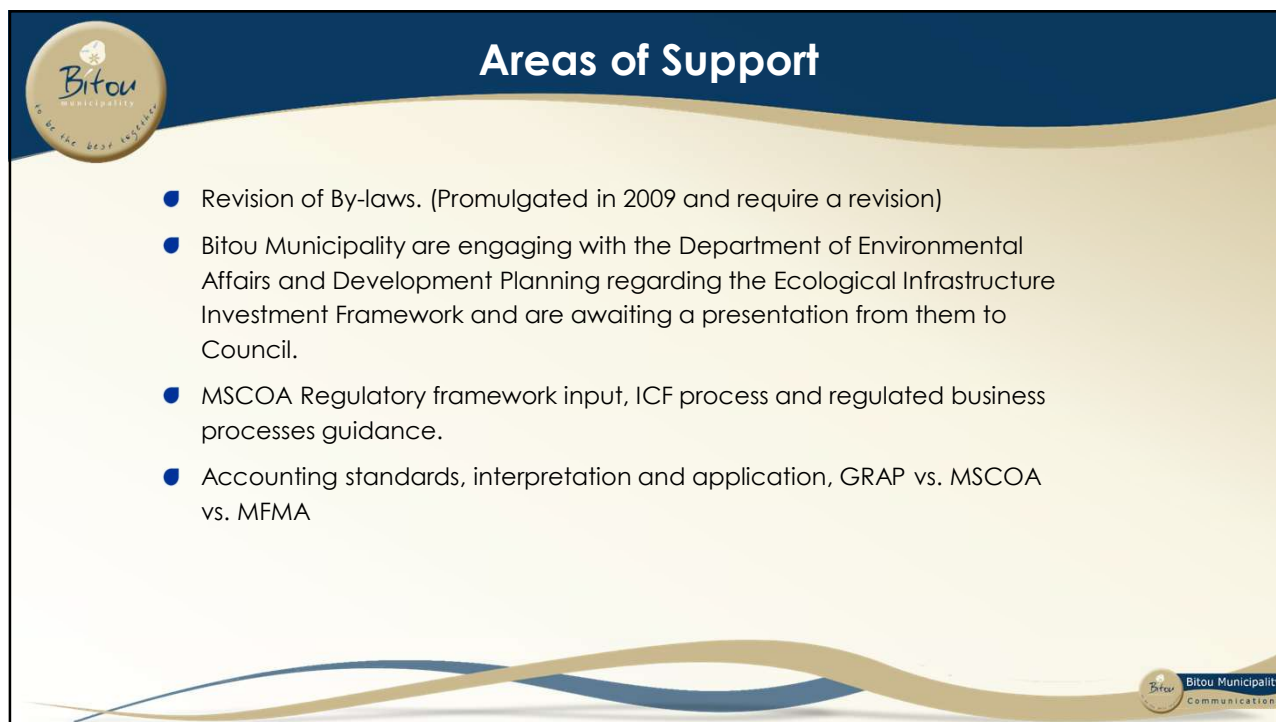 Bitou
municipality
to be the best together
Areas of Support
Revision of By-laws. (Promulgated in 2009 and require a revision)
Bitou Municipality are engaging with the Department of Environmental
Affairs and Development Planning regarding the Ecological Infrastructure
Investment Framework and are awaiting a presentation from them to
Council.
MSCOA Regulatory framework input, ICF process and regulated business
processes guidance.
Accounting standards, interpretation and application, GRAP vs. MSCOA
vs. MFMA
Bitou
Bitou Municipality
Communication